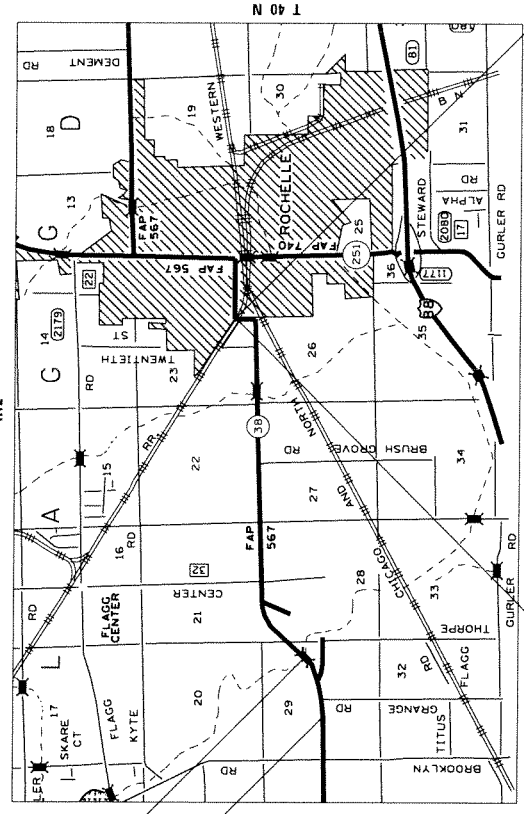 T 40 N
DEMENT
RD
18
D
19
WESTERN
30
81
B N
31
13
G
FAP
567
ROCHELLE
FAP 567
FAP 740
25
251
STEWARD
ALPHA
RD
2080
17
GURLER RD
36
1177
88
35
22
14
2179
G
RD
TWENTIETH
ST
23
26
38
NORTH
AND
CHICAGO
BRUSH GROVE
RD
34
RR
15
22
27
A
16
RD
FAP
567
32
CENTER
21
28
33
GURLER
RD
RD
FLAGG
CENTER
L
THORPE
RD
FLAGG
32
17
SKARE
CT
FLAGG
KYTE
20
29
GRANGE
RD
TITUS
BROOKLYN
RD
LER